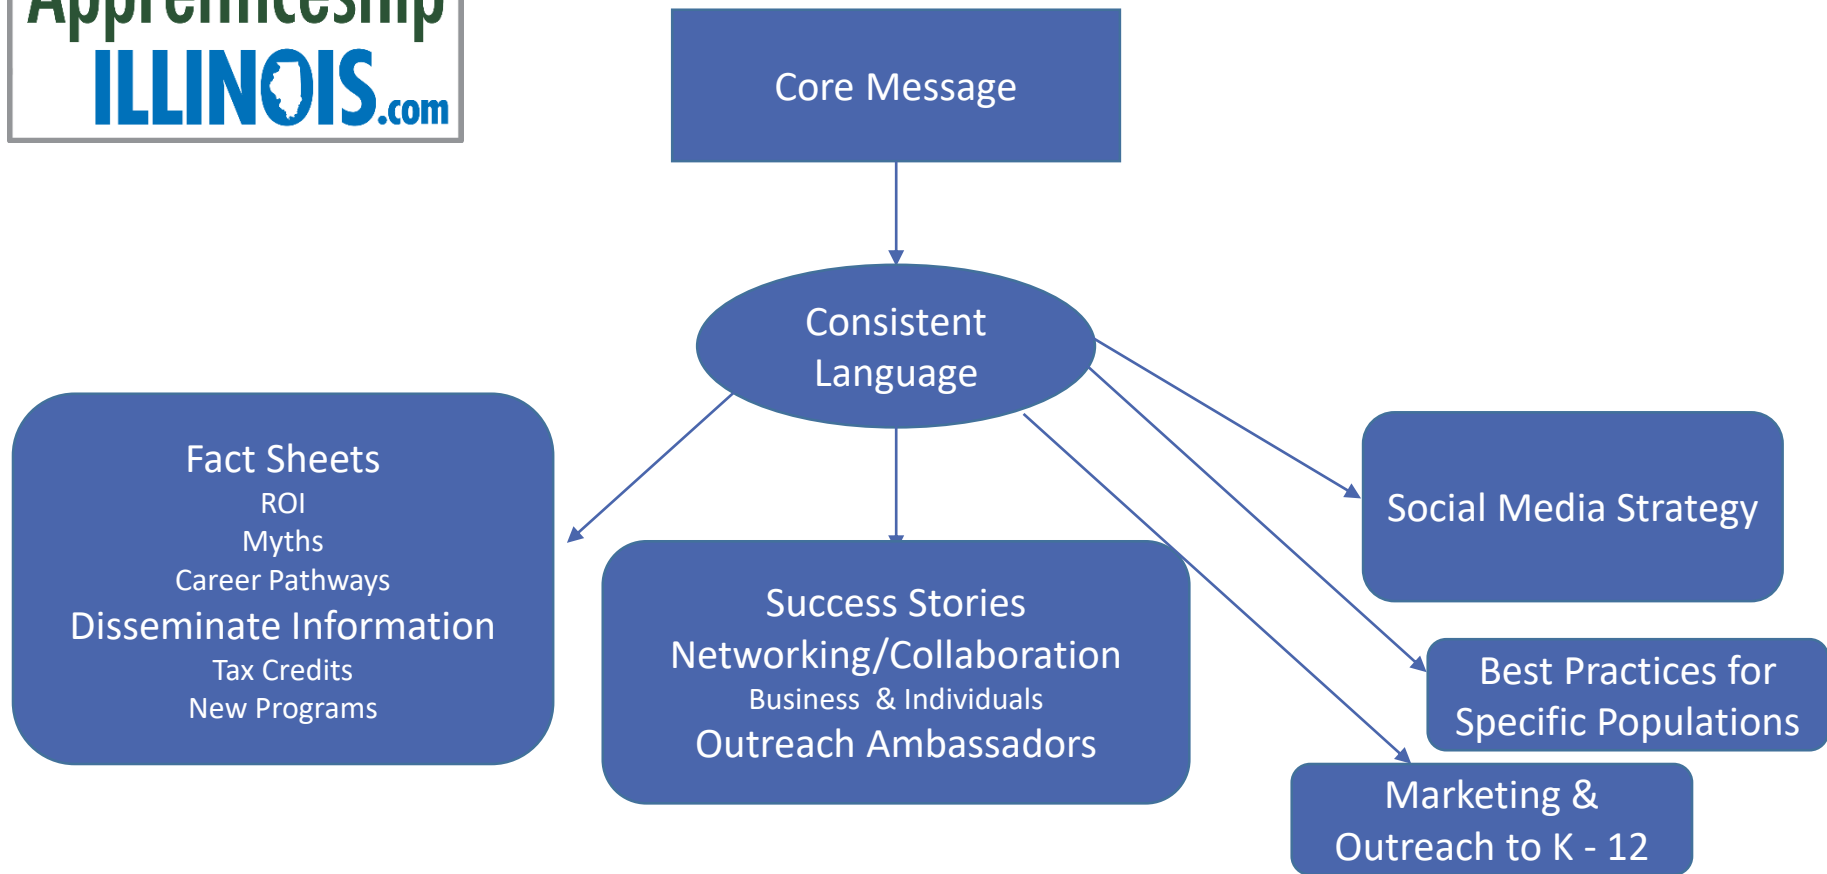 Apprenticeship
ILLINOIS.com
Core Message
Consistent
Language
Fact Sheets
ROI
Myths
Career Pathways
Disseminate Information
Tax Credits
New Programs
Success Stories
Networking/Collaboration
Business & Individuals
Outreach Ambassadors
Social Media Strategy
Best Practices for
Specific Populations
Marketing &
Outreach to K - 12